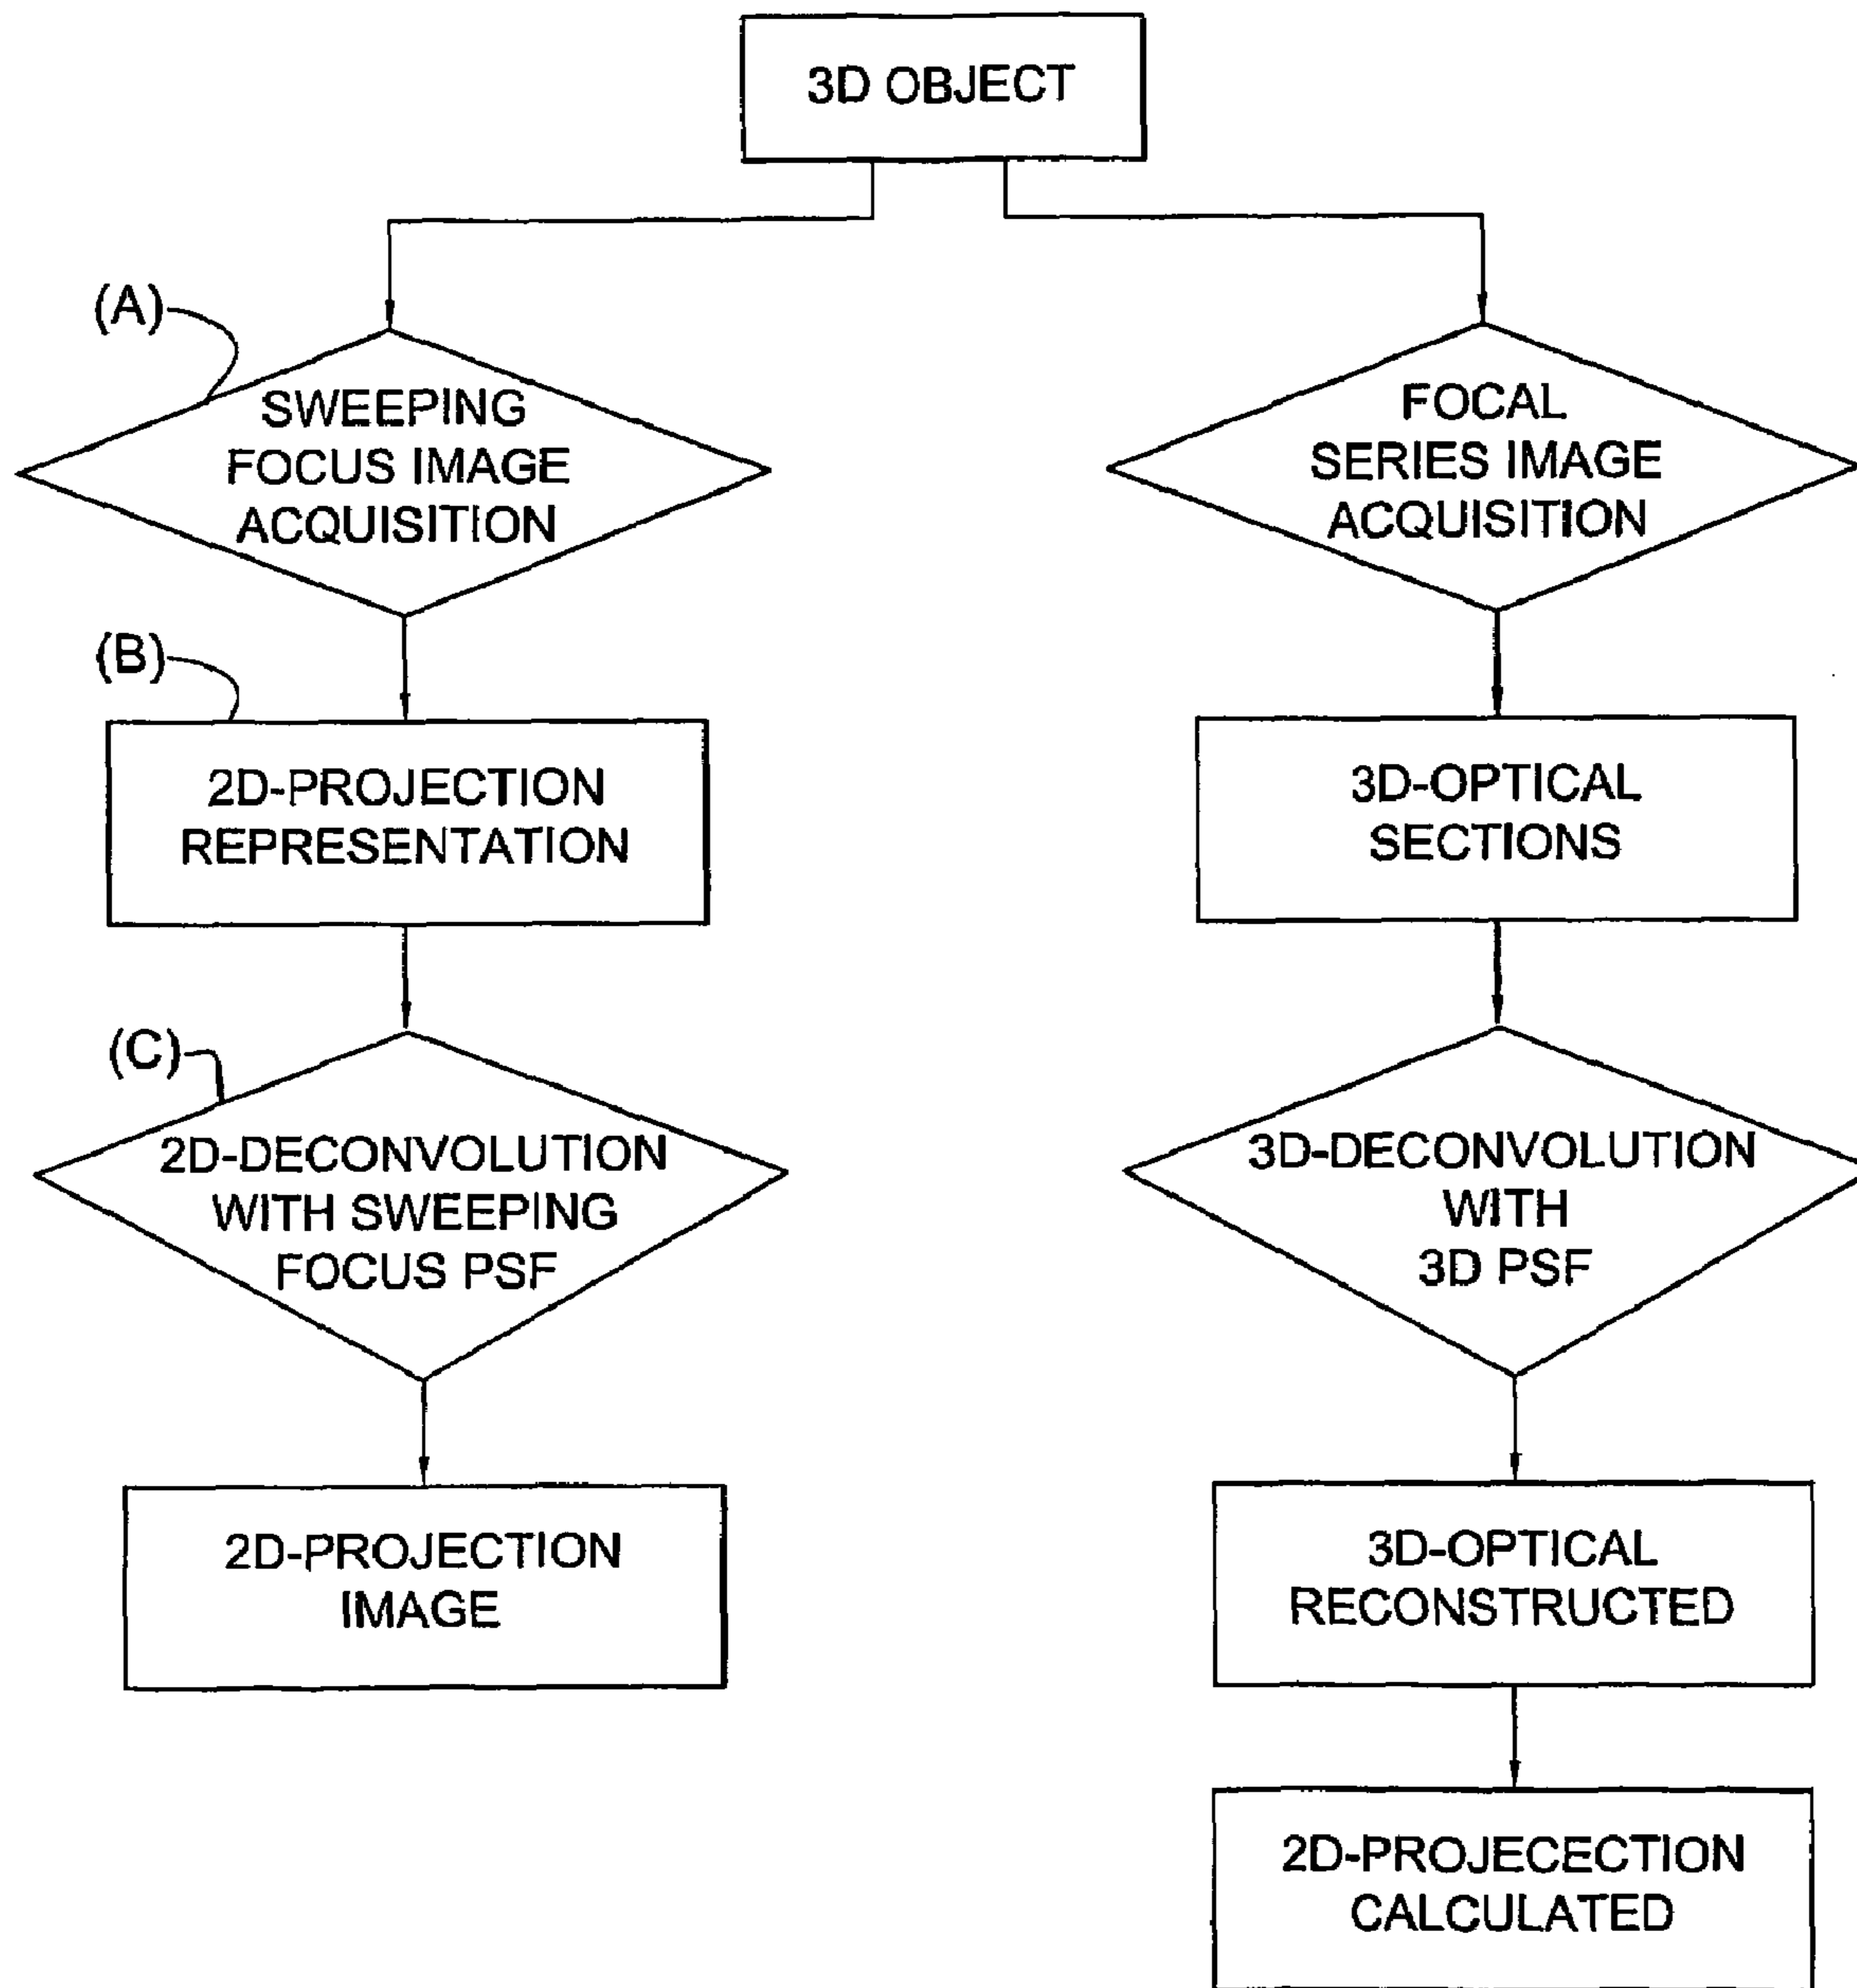 3D OBJECT
(A)
SWEEPING
FOCUS IMAGE
ACQUISITION
(B)
2D-PROJECTION
REPRESENTATION
(C)
2D-DECONVOLUTION
WITH SWEEPING
FOCUS PSF
2D-PROJECTION
IMAGE
FOCAL
SERIES IMAGE
ACQUISITION
3D-OPTICAL
SECTIONS
3D-DECONVOLUTION
WITH
3D PSF
3D-OPTICAL
RECONSTRUCTED
2D-PROJECECTION
CALCULATED